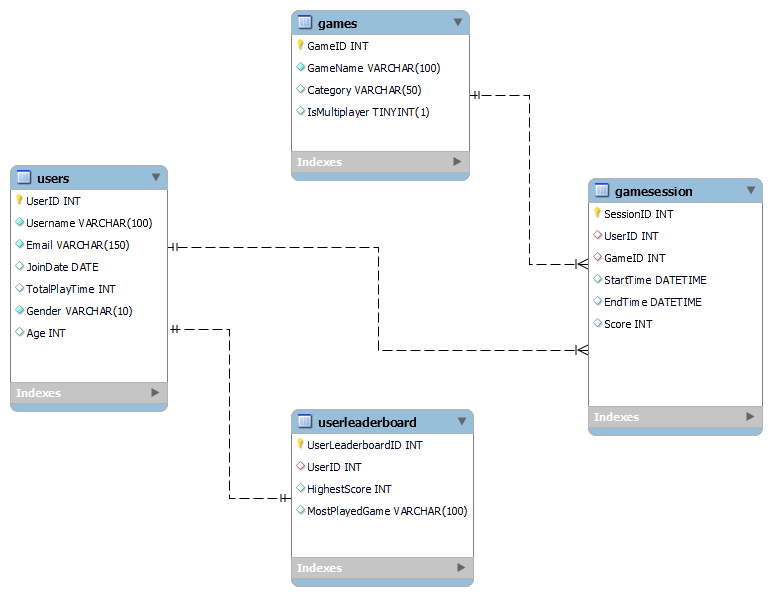 games
GameID INT
GameName VARCHAR(100)
Category VARCHAR(50)
IsMultiplayer TINYINT(1)
Indexes
users
UserID INT
Username VARCHAR(100)
Email VARCHAR(150)
JoinDate DATE
TotalPlayTime INT
Gender VARCHAR(10)
Age INT
Indexes
gamesession
SessionID INT
UserID INT
GameID INT
StartTime DATETIME
EndTime DATETIME
Score INT
Indexes
userleaderboard
UserLeaderboardID INT
UserID INT
HighestScore INT
MostPlayedGame VARCHAR(100)
Indexes